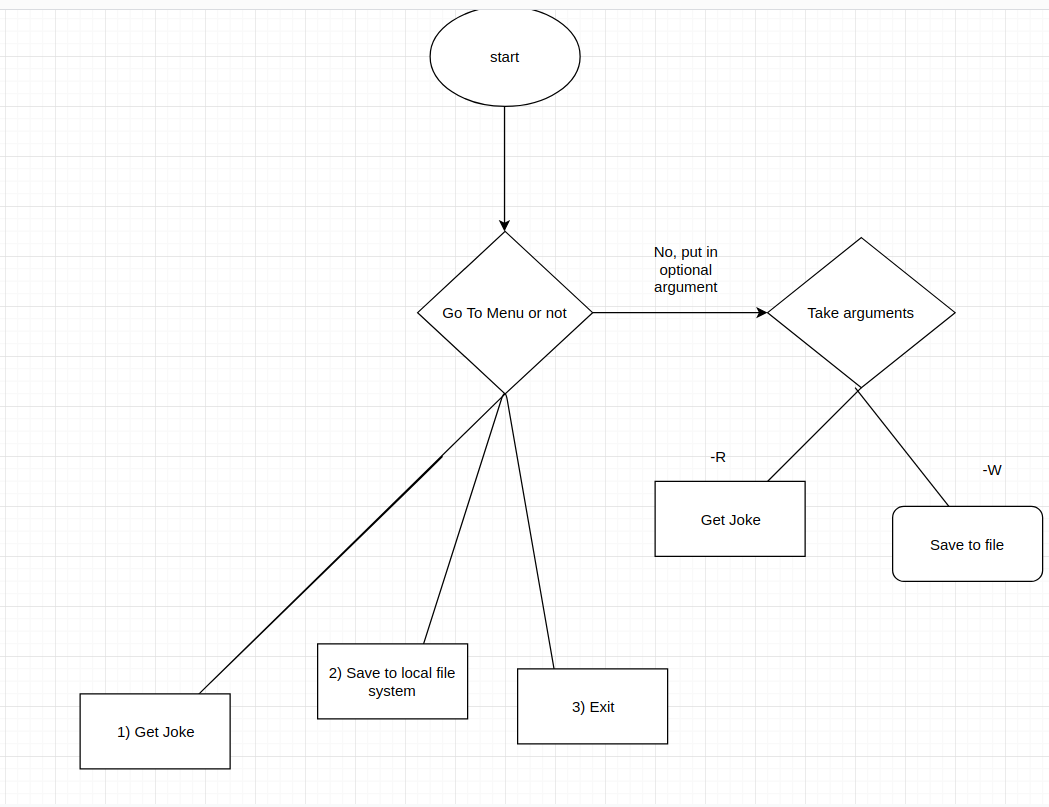 start
No, put in
optional
argument
Go To Menu or not
Take arguments
-R
-W
Get Joke
Save to file
2) Save to local file
system
3) Exit
1) Get Joke